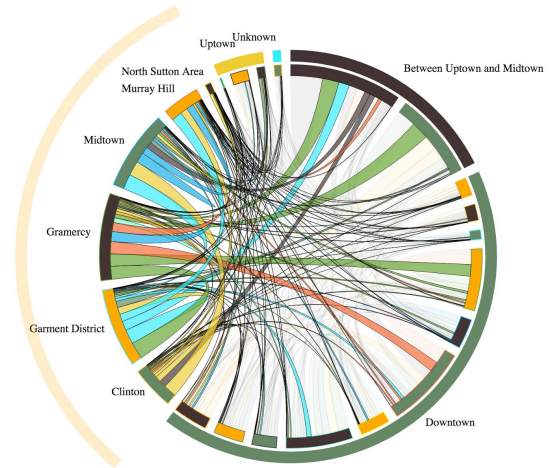 Unknown
Uptown
Between Uptown and Midtown
North Sutton Area
Murray Hill
Midtown
Gramercy
Garment District
Clinton
Downtown